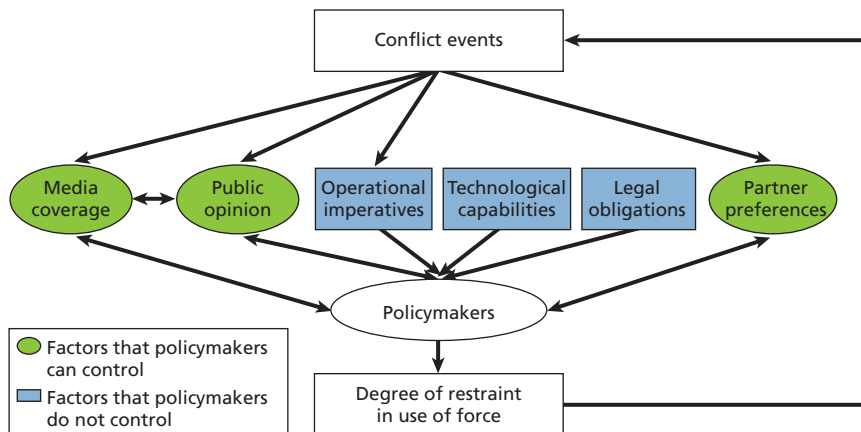 Conflict events
Media
coverage
Public
opinion
Operational
imperatives
Technological
capabilities
Legal
obligations
Partner
preferences
Policymakers
Factors that policymakers
can control
Factors that policymakers
do not control
Degree of restraint
in use of force